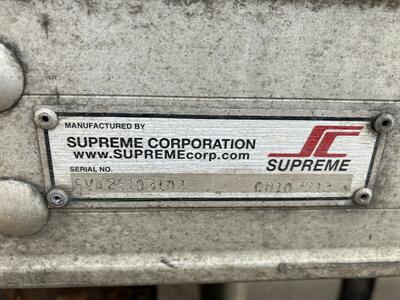 MANUFACTURED BY
SUPREME CORPORATION
www.SUPREMEcorp.com
SERIAL NO.
SUPREME